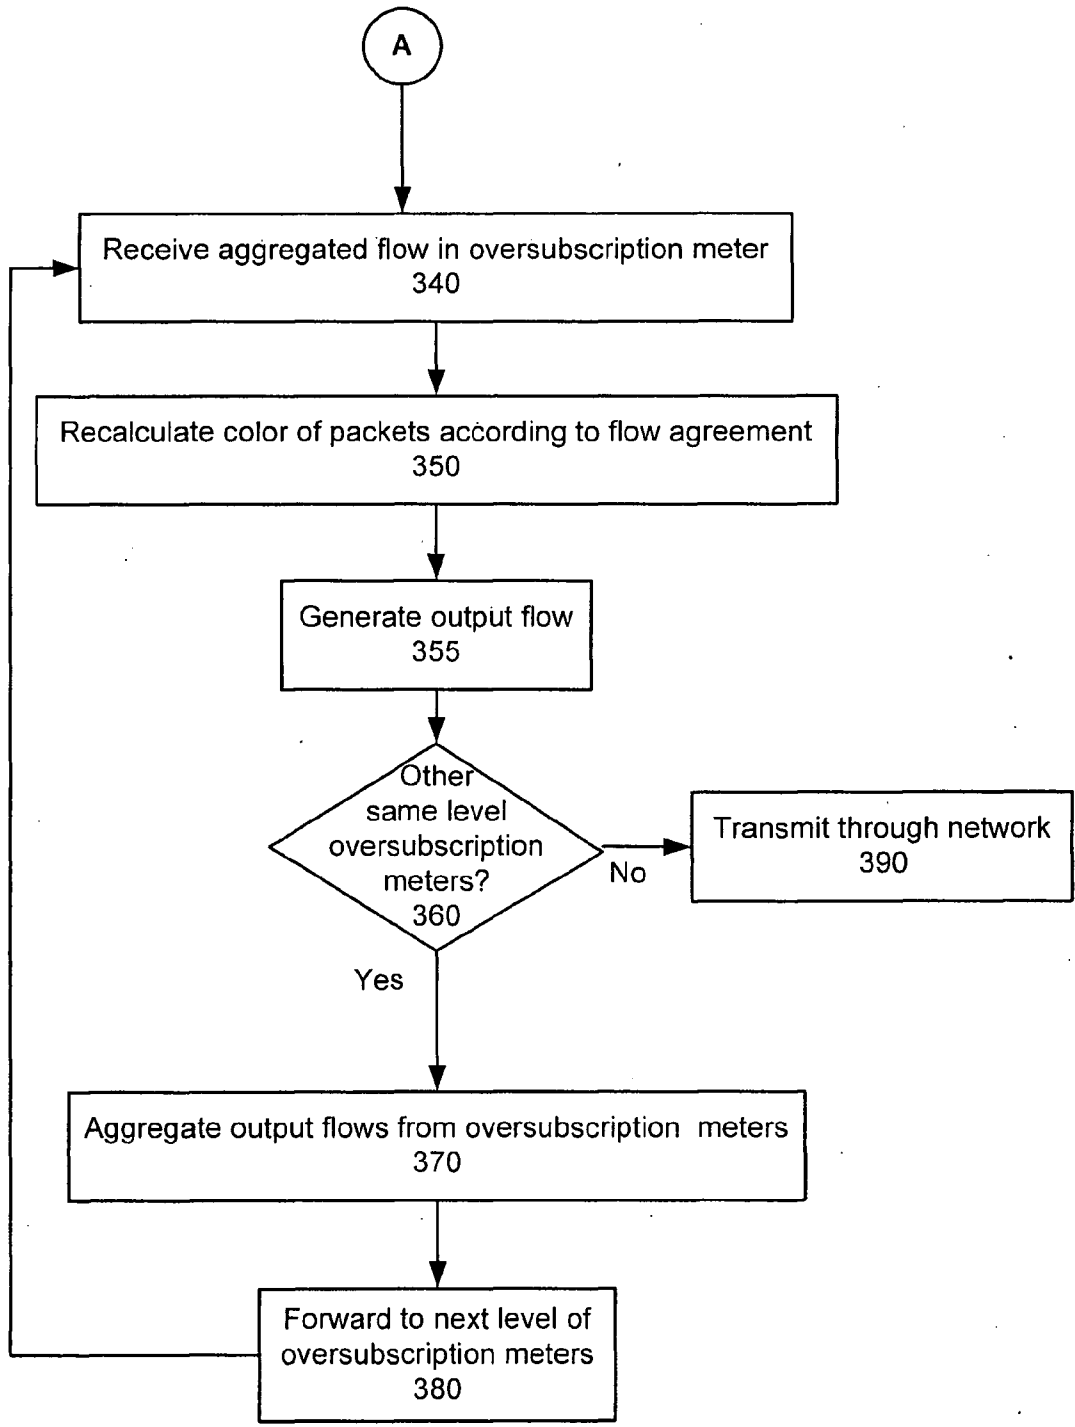 A
Receive aggregated flow in oversubscription meter
340
Recalculate color of packets according to flow agreement
350
Generate output flow
355
Other
same level
oversubscription
meters?
360
No
Transmit through network
390
Yes
Aggregate output flows from oversubscription meters
370
Forward to next level of
oversubscription meters
380